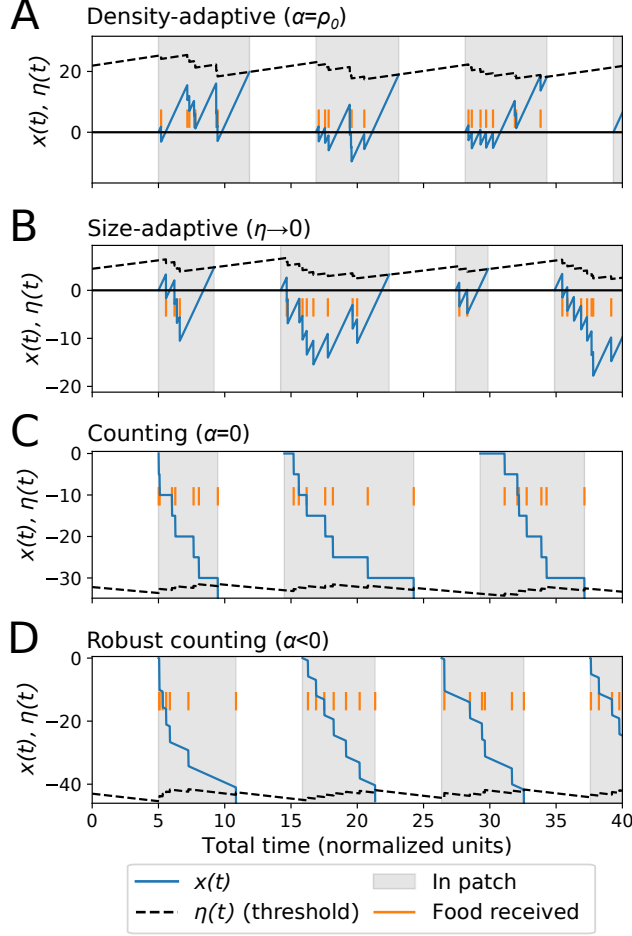 A Density-adaptive (α=ρ₀)
x(t), η(t)
20
0
B Size-adaptive (η→0)
x(t), η(t)
0
−10
−20
C Counting (α=0)
x(t), η(t)
0
−10
−20
−30
D Robust counting (α<0)
x(t), η(t)
0
−20
−40
0 5 10 15 20 25 30 35 40
Total time (normalized units)
x(t) In patch
η(t) (threshold) Food received